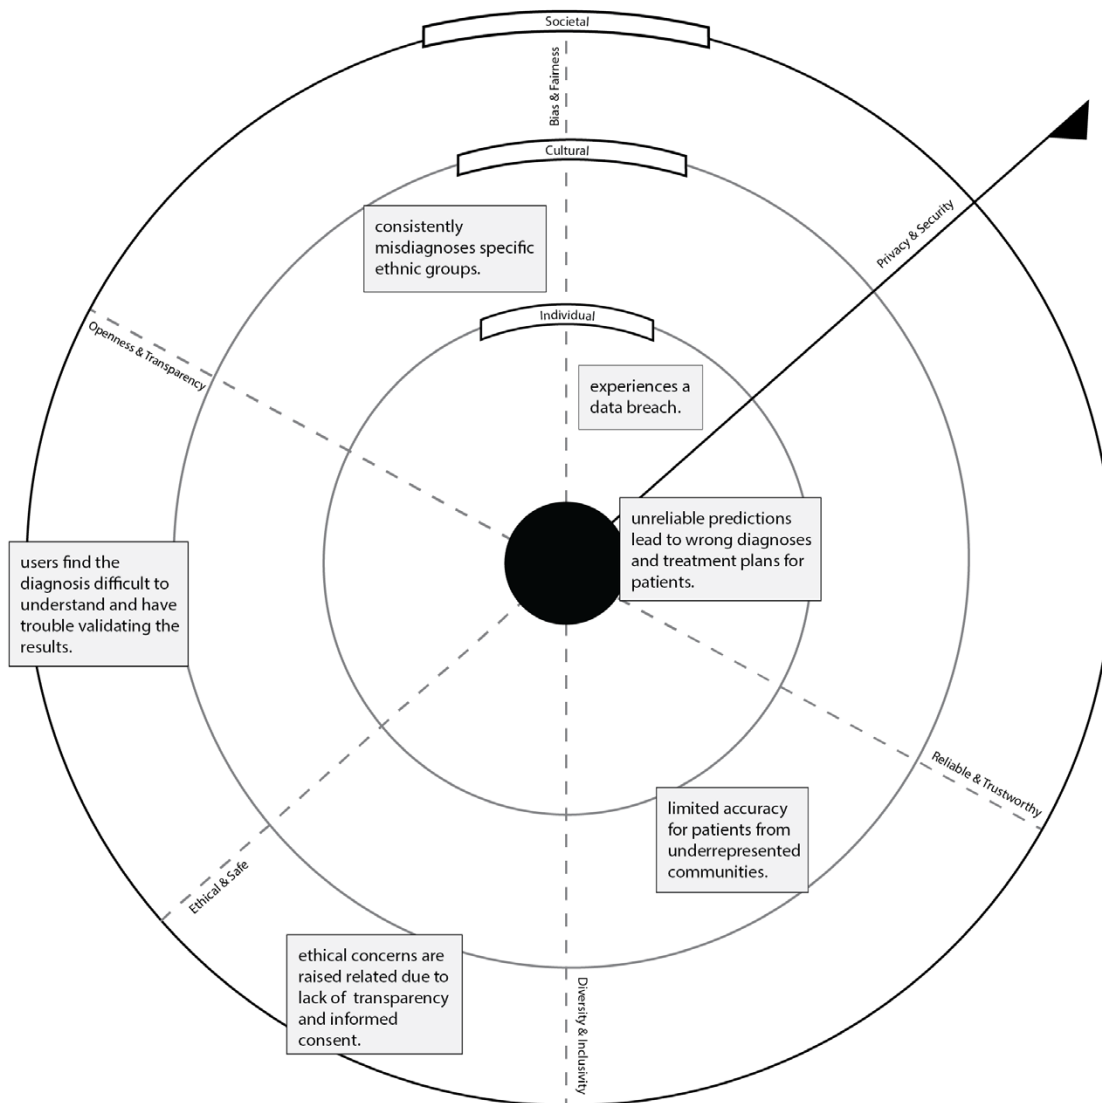 Societal
Bias & Fairness
Cultural
Privacy & Security
consistently
misdiagnoses specific
ethnic groups.
Individual
Openness & Transparency
experiences a
data breach.
unreliable predictions
lead to wrong diagnoses
and treatment plans for
patients.
users find the
diagnosis difficult to
understand and have
trouble validating the
results.
Reliable & Trustworthy
limited accuracy
for patients from
underrepresented
communities.
Ethical & Safe
ethical concerns are
raised related due to
lack of transparency
and informed
consent.
Diversity & Inclusivity